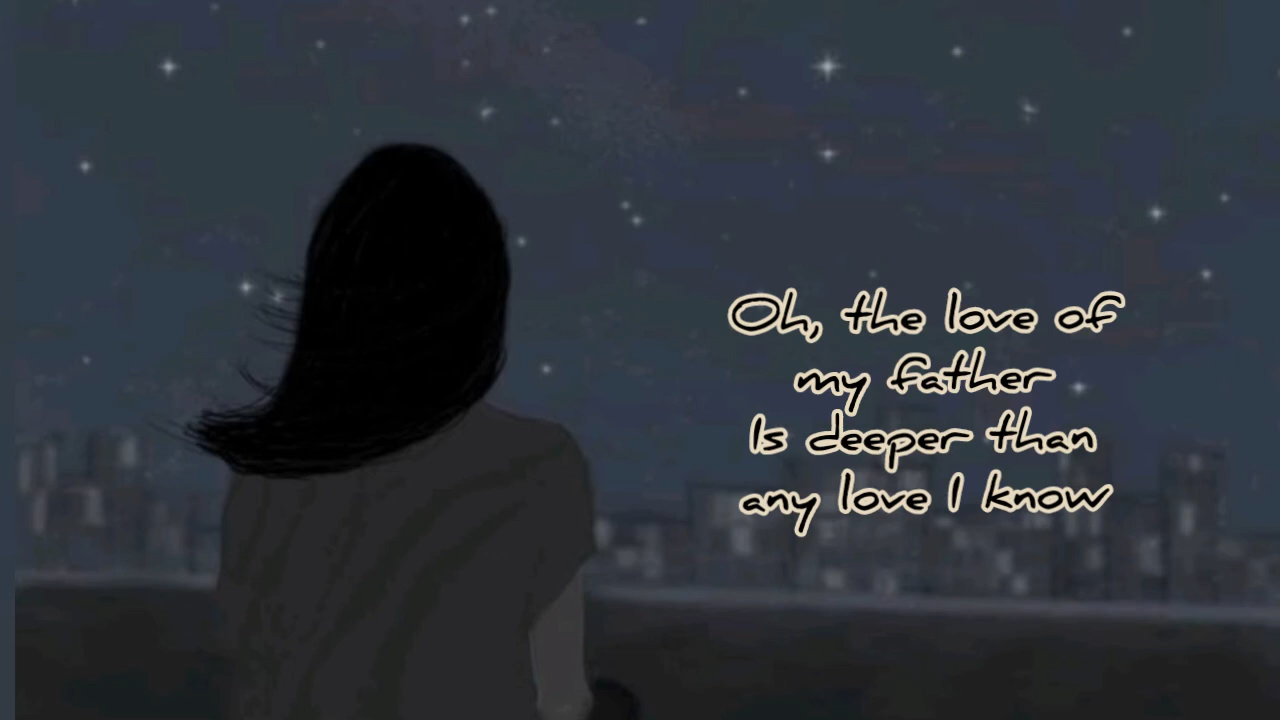 Oh, the love of
my father
Is deeper than
any love I know